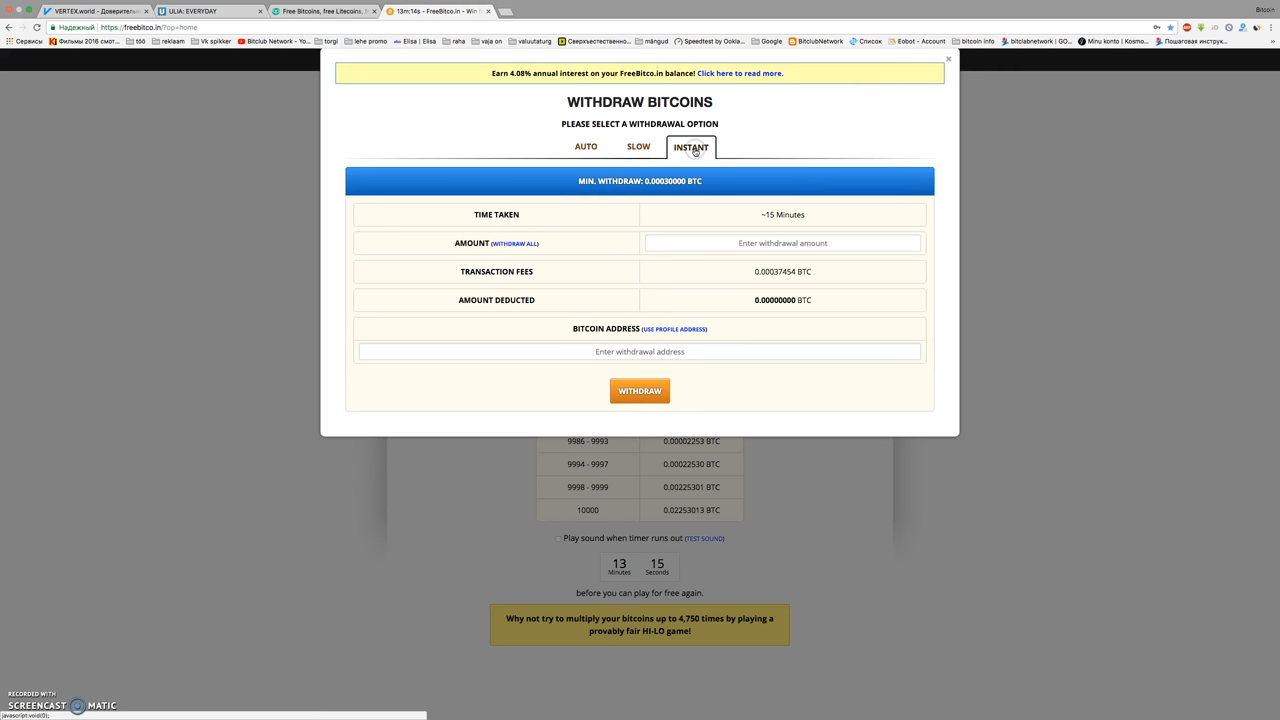 VERTEX.world - Доверител
ULIA: EVERYDAY
Free Bitcoins, free Litecoins, f
13m:14s - FreeBitco.in - Win f
Bitcoin
Надежный
https://freebitco.in/?op=home
Сервисы
Фильмы 2016 смот...
töö
reklaam
Vk spikker
Bitclub Network - ...
torgi
lehe promo
Elisa | Elisa
raha
vaja on
valuutaturg
Сверхъестественно...
mängud
Speedtest by Ookla...
Google
BitclubNetwork
Список
Eobot - Account
bitcoin info
bitclabnetwork | GO...
Minu konto | Kosmo...
Пошаговая инструк...
Earn 4.08% annual interest on your FreeBitco.in balance! Click here to read more.
WITHDRAW BITCOINS
PLEASE SELECT A WITHDRAWAL OPTION
AUTO SLOW INSTANT
MIN. WITHDRAW: 0.00030000 BTC
TIME TAKEN ~15 Minutes
AMOUNT (WITHDRAW ALL) Enter withdrawal amount
TRANSACTION FEES 0.00037454 BTC
AMOUNT DEDUCTED 0.00000000 BTC
BITCOIN ADDRESS (USE PROFILE ADDRESS)
Enter withdrawal address
WITHDRAW
9986 - 9993 0.00002253 BTC
9994 - 9997 0.00022530 BTC
9998 - 9999 0.00225301 BTC
10000 0.02253013 BTC
Play sound when timer runs out (TEST SOUND)
13 15
Minutes Seconds
before you can play for free again.
Why not try to multiply your bitcoins up to 4,750 times by playing a
provably fair HI-LO game!
RECORDED WITH
SCREENCAST MATIC
javascript:void(0);